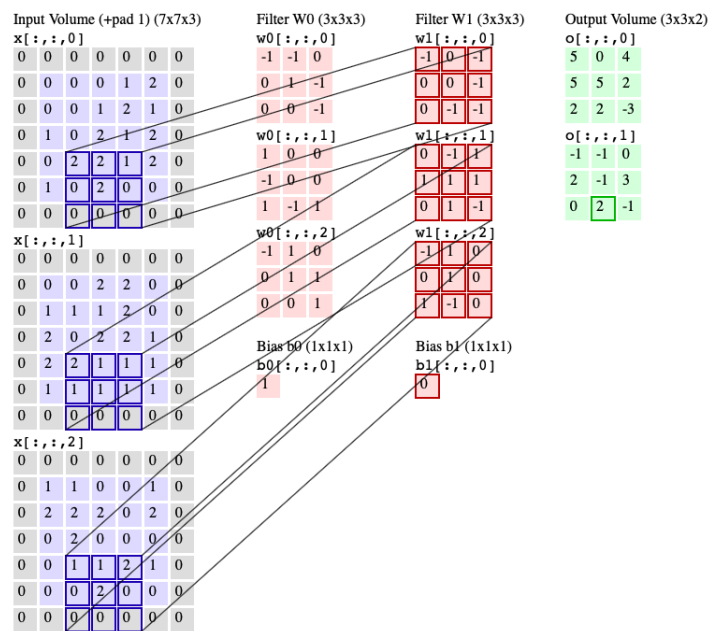 Input Volume (+pad 1) (7x7x3)
x[:,:,0]
0 0 0 0 0 0 0
0 0 0 0 1 2 0
0 0 0 1 2 1 0
0 1 0 2 1 2 0
0 0 2 2 1 2 0
0 1 0 2 0 0 0
0 0 0 0 0 0 0
x[:,:,1]
0 0 0 0 0 0 0
0 0 0 2 2 0 0
0 1 1 1 2 0 0
0 2 0 2 2 1 0
0 2 2 1 1 1 0
0 1 1 1 1 1 0
0 0 0 0 0 0 0
x[:,:,2]
0 0 0 0 0 0 0
0 1 1 0 0 1 0
0 2 2 2 0 2 0
0 0 2 0 0 0 0
0 0 1 1 2 1 0
0 0 0 2 0 0 0
0 0 0 0 0 0 0
Filter W0 (3x3x3)
w0[:,:,0]
-1 -1 0
0 1 -1
0 0 -1
w0[:,:,1]
1 0 0
-1 0 0
1 -1 1
w0[:,:,2]
-1 1 0
0 1 1
0 0 1
Bias b0 (1x1x1)
b0[:,:,0]
1
Filter W1 (3x3x3)
w1[:,:,0]
-1 0 -1
0 0 -1
0 -1 -1
w1[:,:,1]
0 -1 1
1 1 1
0 1 -1
w1[:,:,2]
-1 1 0
0 1 0
1 -1 0
Bias b1 (1x1x1)
b1[:,:,0]
0
Output Volume (3x3x2)
o[:,:,0]
5 0 4
5 5 2
2 2 -3
o[:,:,1]
-1 -1 0
2 -1 3
0 2 -1